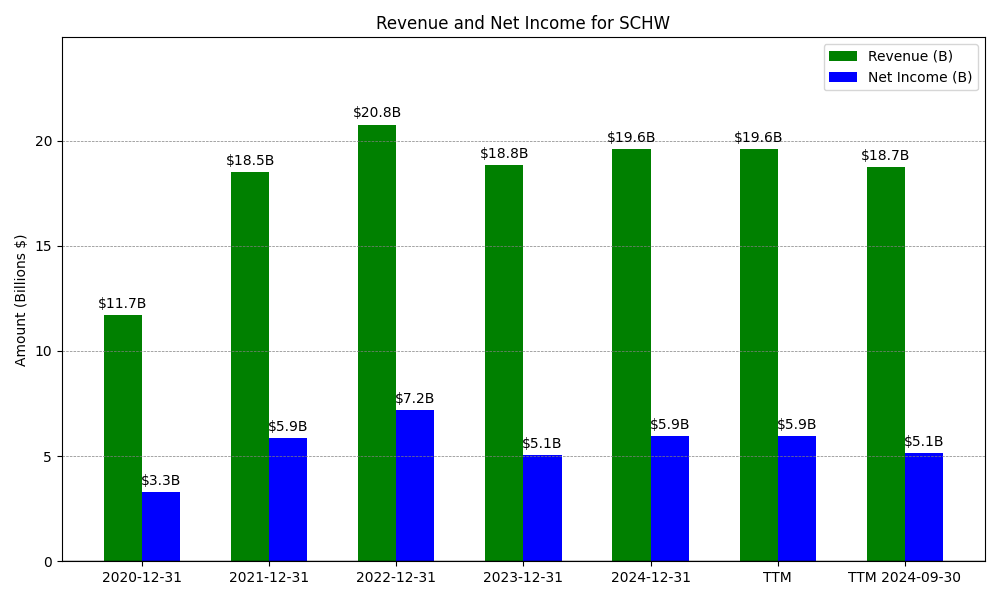 Revenue and Net Income for SCHW
Revenue (B)
Net Income (B)
Amount (Billions $)
20
15
10
5
0
$11.7B
$3.3B
$18.5B
$5.9B
$20.8B
$7.2B
$18.8B
$5.1B
$19.6B
$5.9B
$19.6B
$5.9B
$18.7B
$5.1B
2020-12-31
2021-12-31
2022-12-31
2023-12-31
2024-12-31
TTM
TTM 2024-09-30